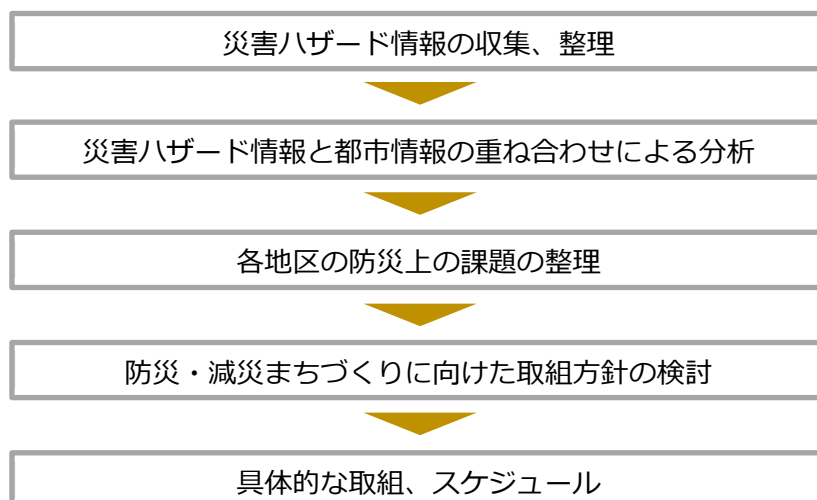 災害ハザード情報の収集、整理
災害ハザード情報と都市情報の重ね合わせによる分析
各地区の防災上の課題の整理
防災・減災まちづくりに向けた取組方針の検討
具体的な取組、スケジュール